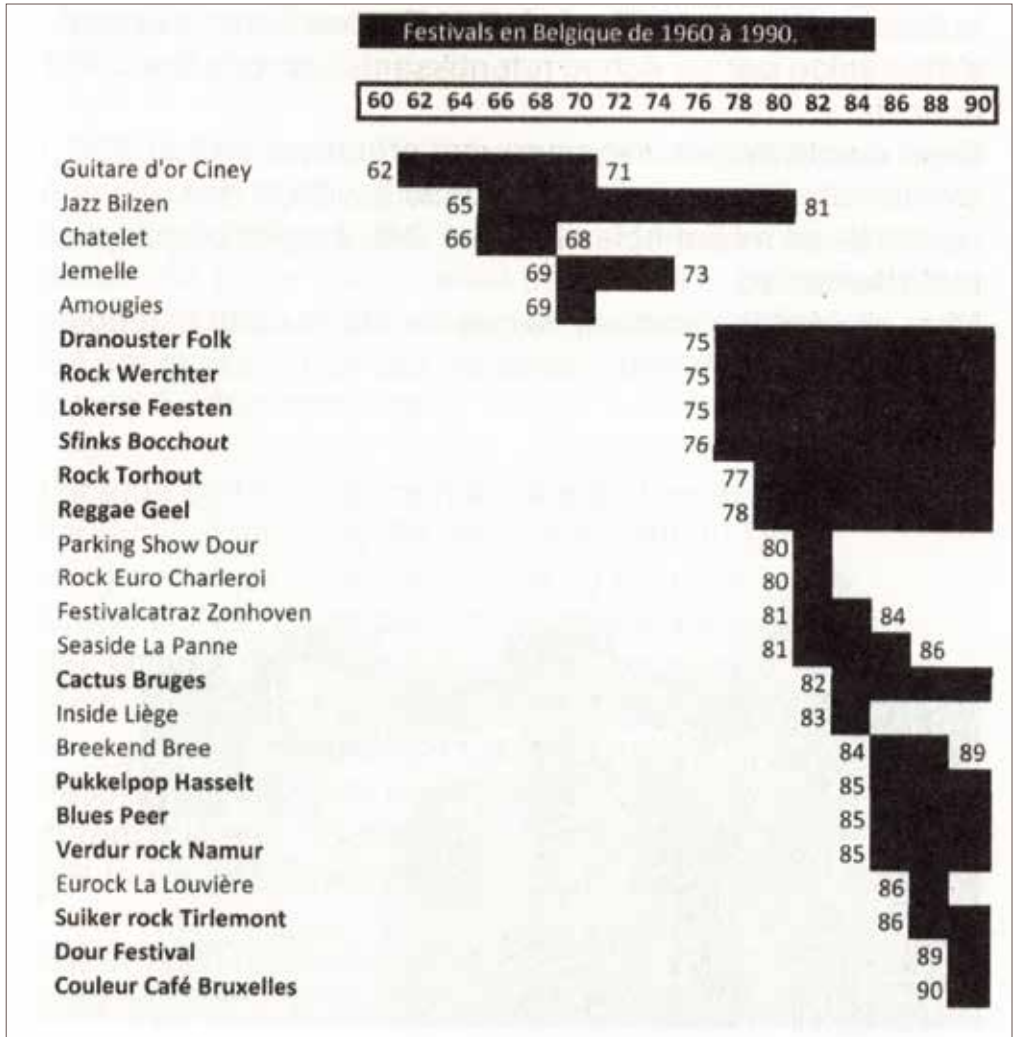 Festivals en Belgique de 1960 à 1990.
60 62 64 66 68 70 72 74 76 78 80 82 84 86 88 90
Guitare d'or Ciney 62 71
Jazz Bilzen 65 81
Chatelet 66 68
Jemelle 69 73
Amougies 69
Dranouster Folk 75
Rock Werchter 75
Lokerse Feesten 75
Sfinks Bocchout 76
Rock Torhout 77
Reggae Geel 78
Parking Show Dour 80
Rock Euro Charleroi 80
Festivalcatraz Zonhoven 81 84
Seaside La Panne 81 86
Cactus Bruges 82
Inside Liège 83
Breekend Bree 84 89
Pukkelpop Hasselt 85
Blues Peer 85
Verdur rock Namur 85
Eurock La Louvière 86
Suiker rock Tirlemont 86
Dour Festival 89
Couleur Café Bruxelles 90